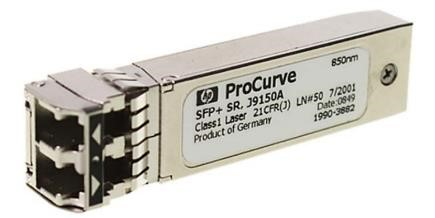 850nm
hp ProCurve
SFP+ SR, J9150A
Class1 Laser 21CFR(J) LN#50 7/2001
Date:0849
Product of Germany
1990-3882